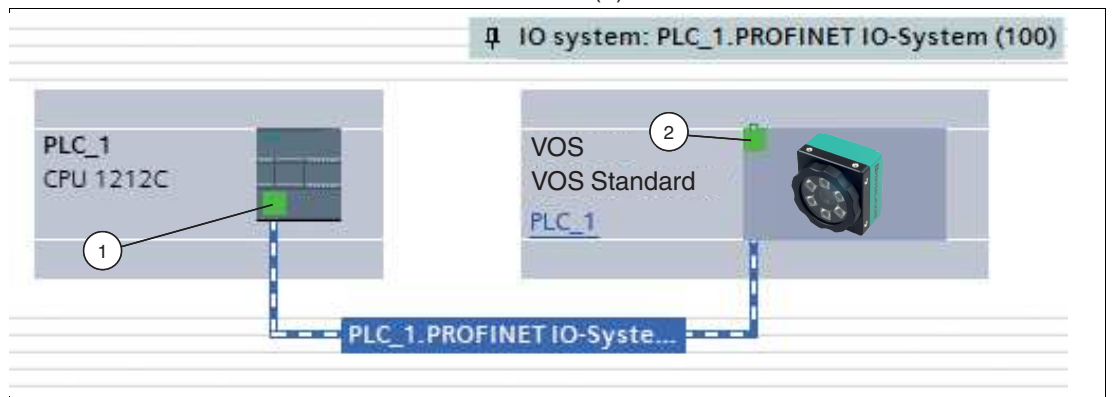 IO system: PLC_1.PROFINET IO-System (100)
PLC_1
CPU 1212C
1
VOS
VOS Standard
PLC_1
2
PLC_1.PROFINET IO-Syste...